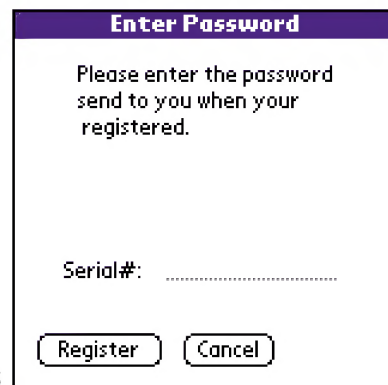 Enter Password
Please enter the password
send to you when your
registered.
Serial#:
Register Cancel